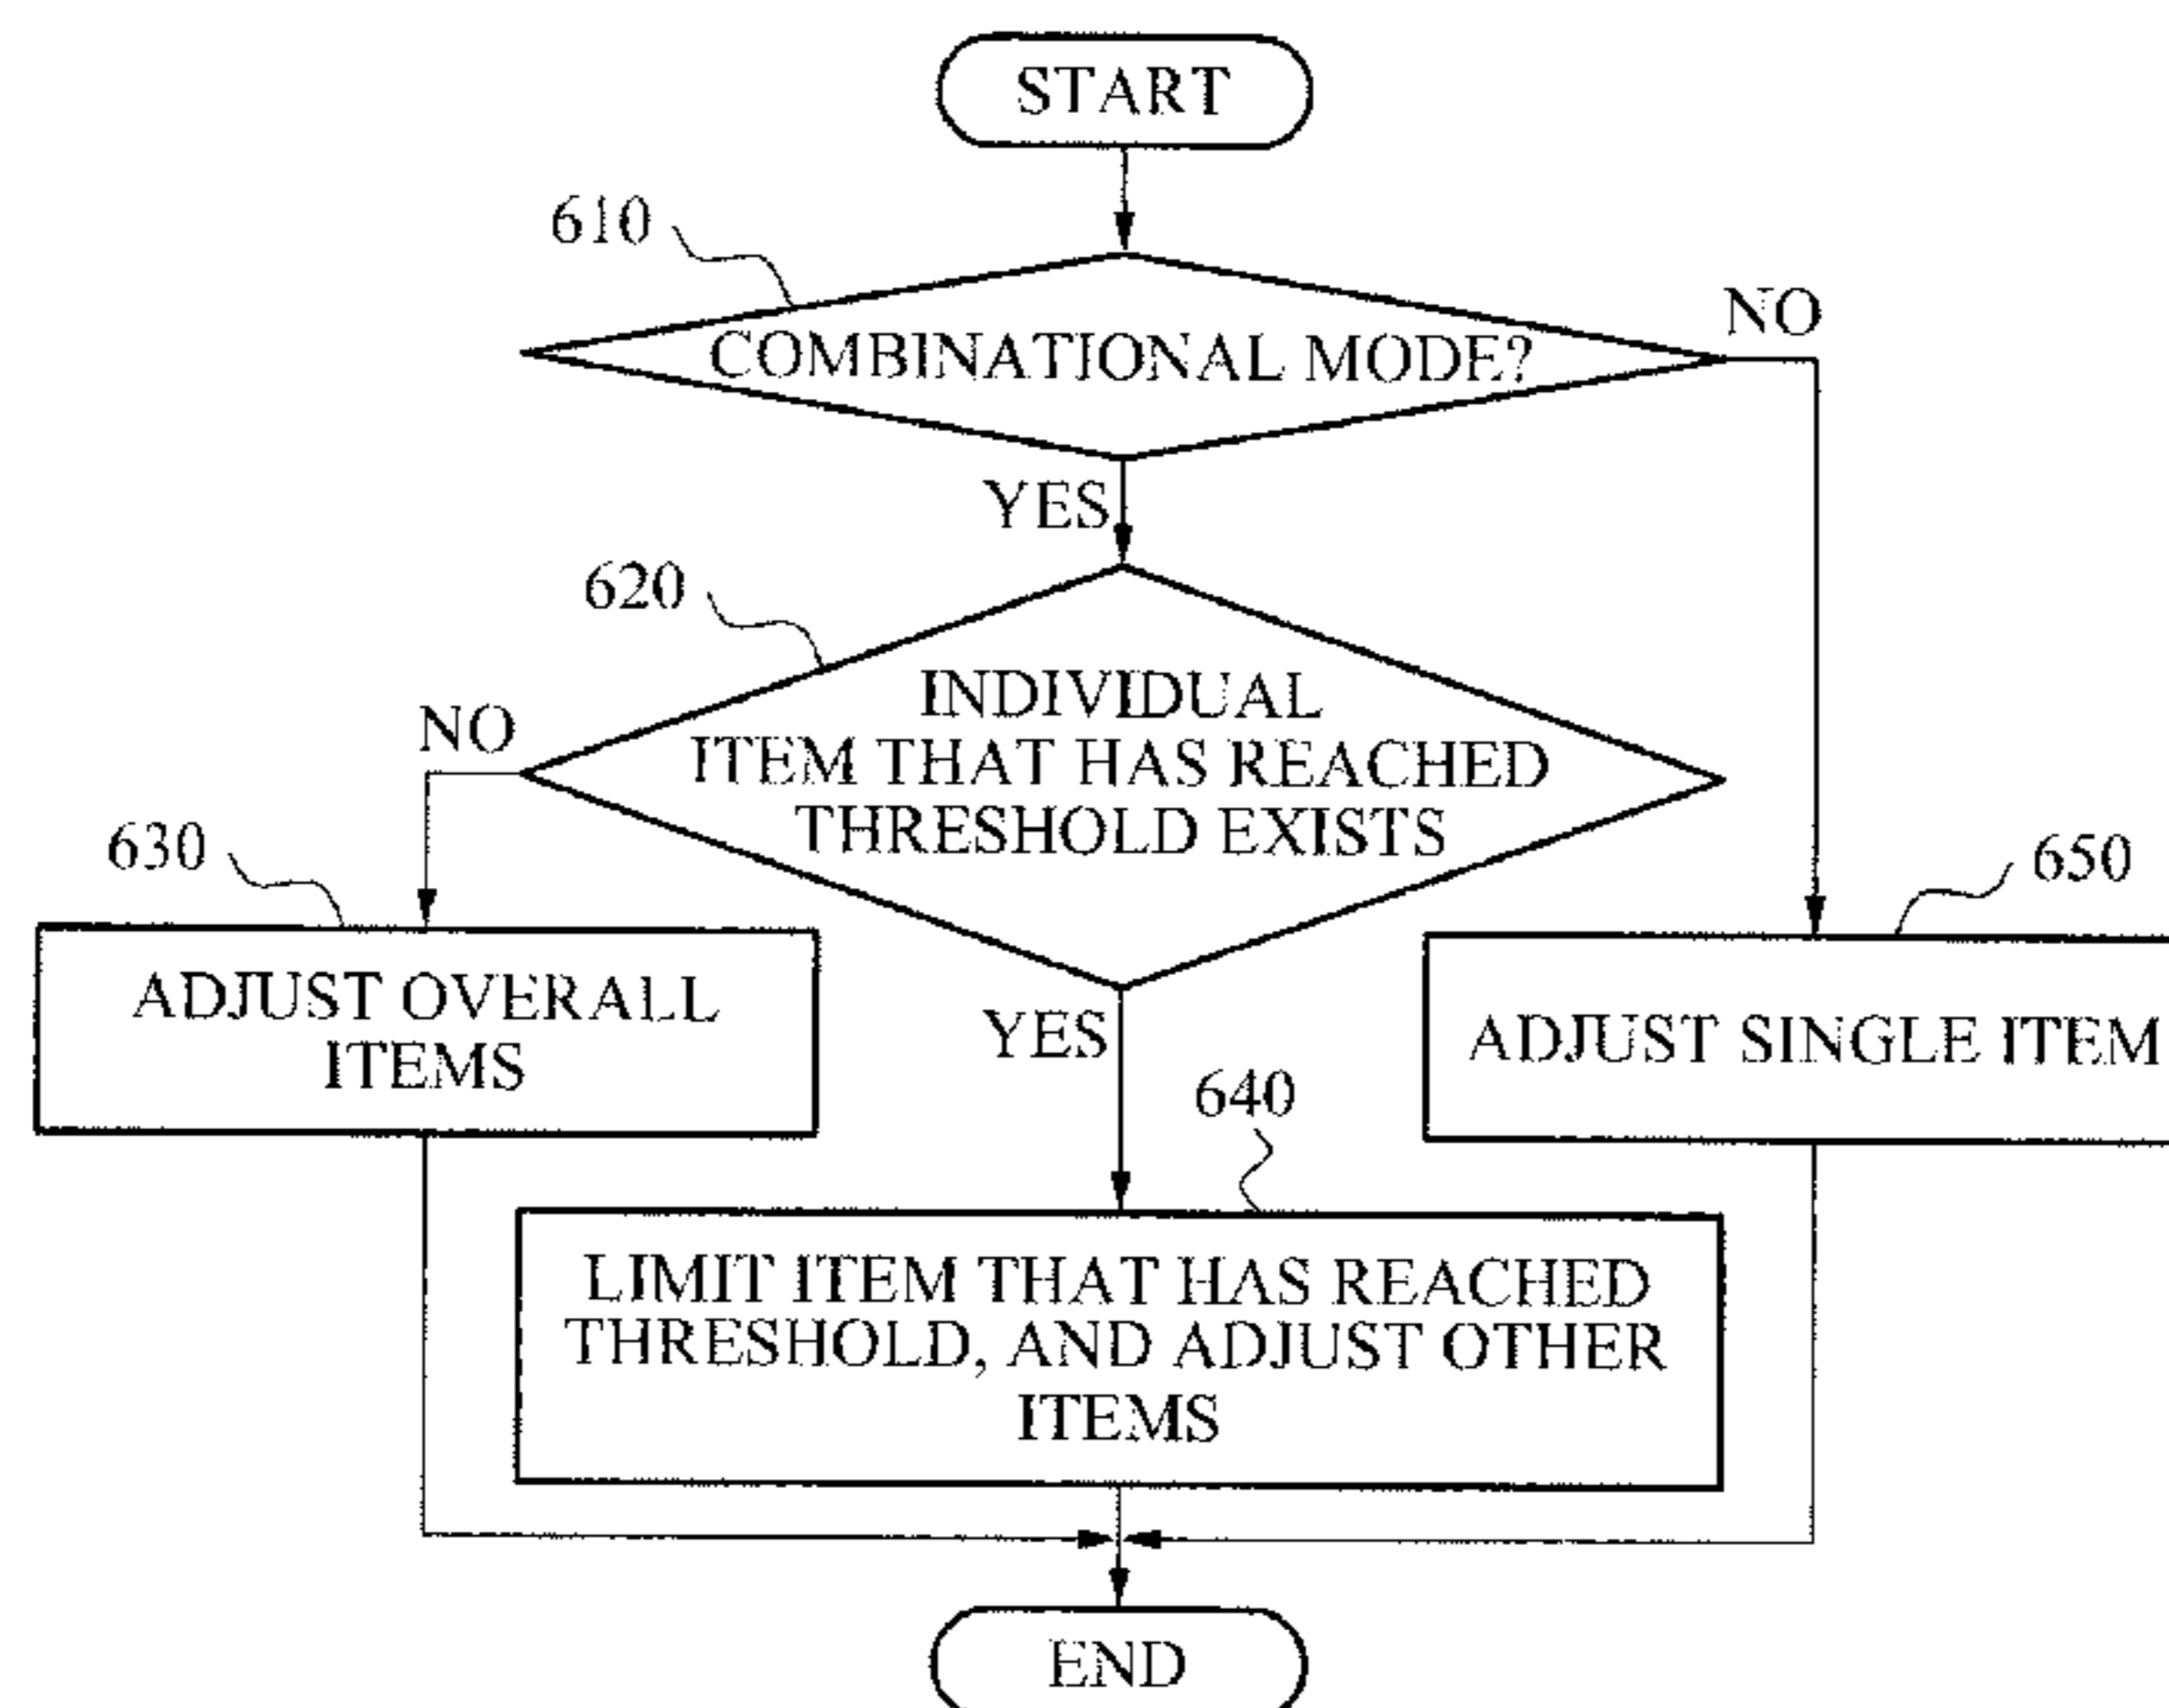 START
610
NO
COMBINATIONAL MODE?
YES
620
INDIVIDUAL
ITEM THAT HAS REACHED
THRESHOLD EXISTS
NO
630
650
ADJUST OVERALL
ITEMS
YES
ADJUST SINGLE ITEM
640
LIMIT ITEM THAT HAS REACHED
THRESHOLD, AND ADJUST OTHER
ITEMS
END